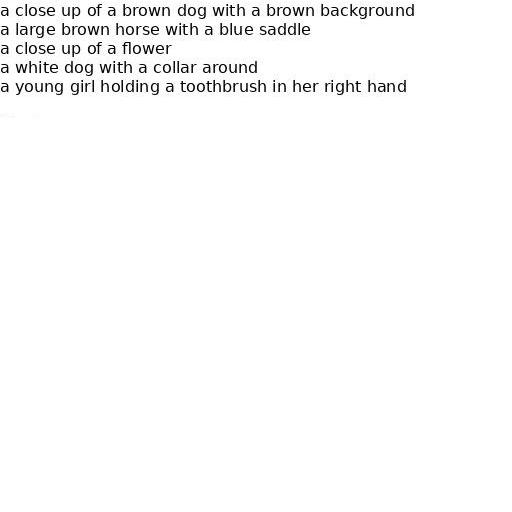 a close up of a brown dog with a brown background
a large brown horse with a blue saddle
a close up of a flower
a white dog with a collar around
a young girl holding a toothbrush in her right hand